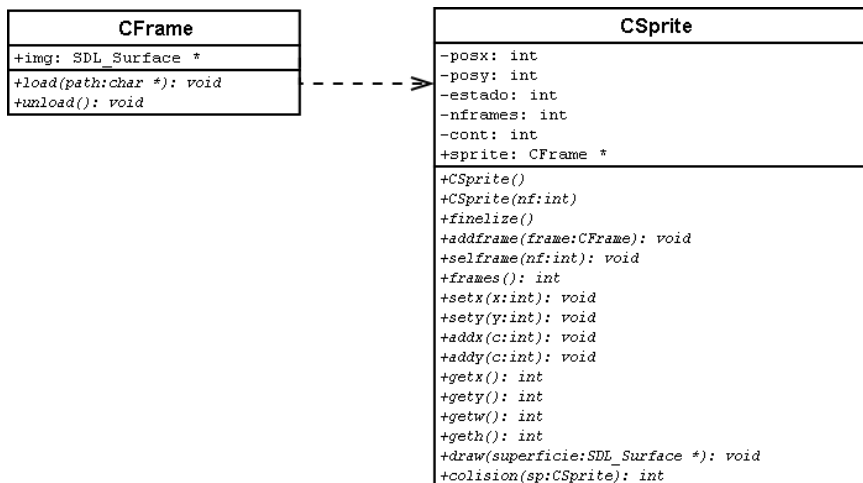 CFrame
+img: SDL_Surface *
+load(path:char *): void
+unload(): void
CSprite
-posx: int
-posy: int
-estado: int
-nframes: int
-cont: int
+sprite: CFrame *
+CSprite()
+CSprite(nf:int)
+finelize()
+addframe(frame:CFrame): void
+selframe(nf:int): void
+frames(): int
+setx(x:int): void
+sety(y:int): void
+addx(c:int): void
+addy(c:int): void
+getx(): int
+gety(): int
+getw(): int
+geth(): int
+draw(superficie:SDL_Surface *): void
+colision(sp:CSprite): int